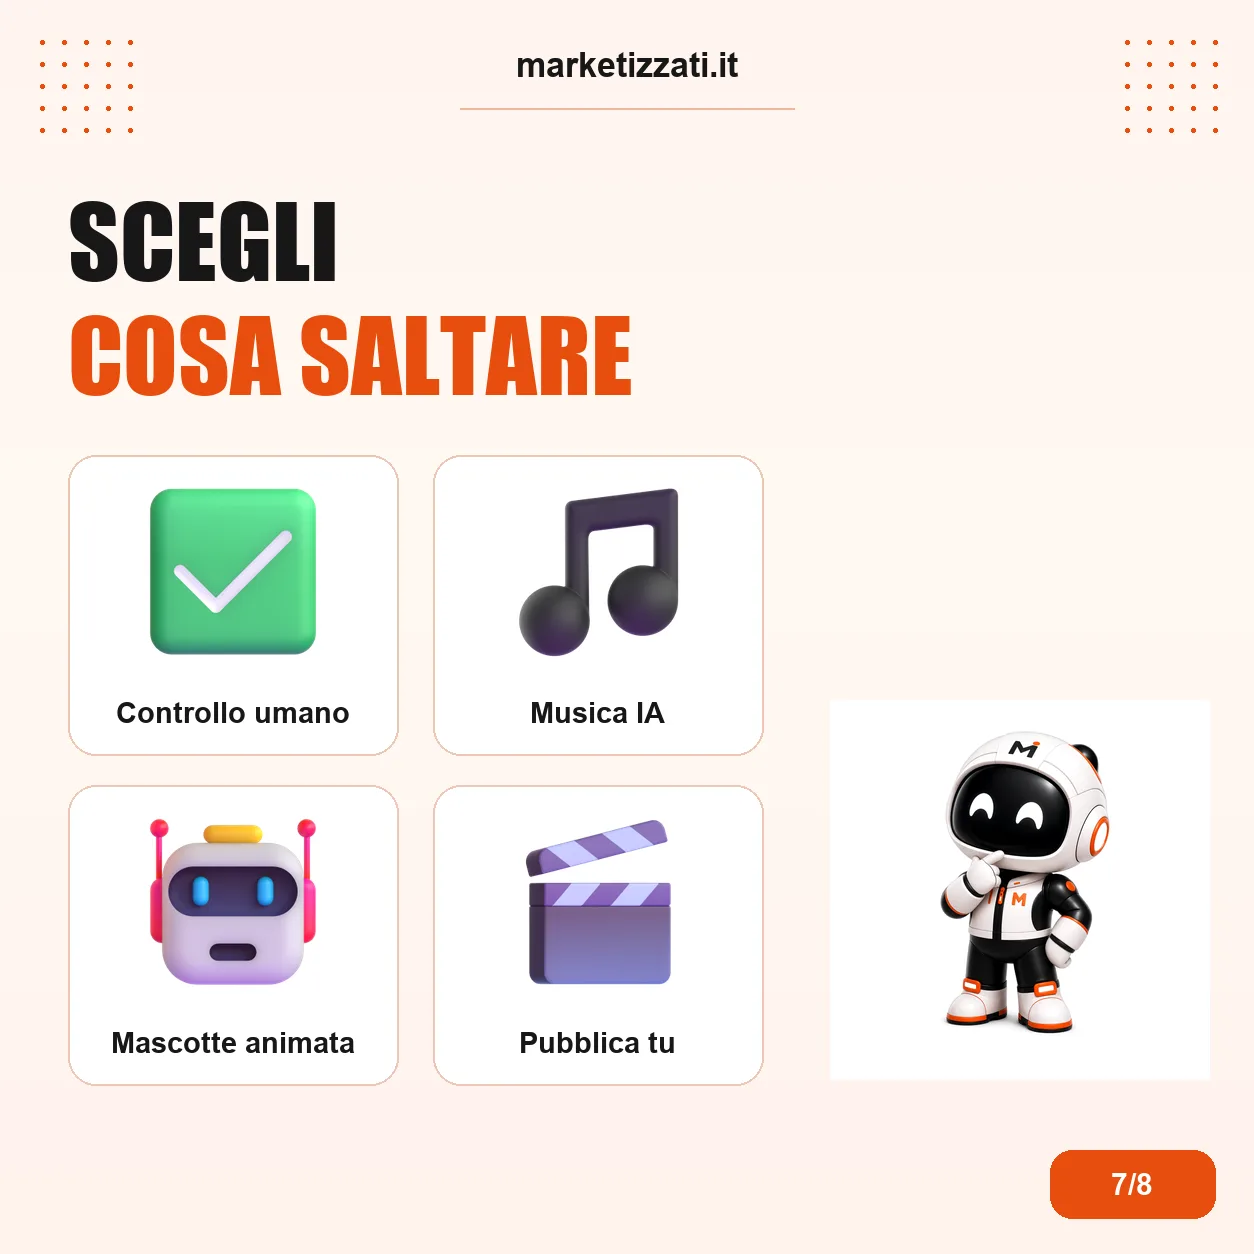 marketizzati.it
SCEGLI
COSA SALTARE
Controllo umano
Musica IA
Mascotte animata
Pubblica tu
M
M
7/8